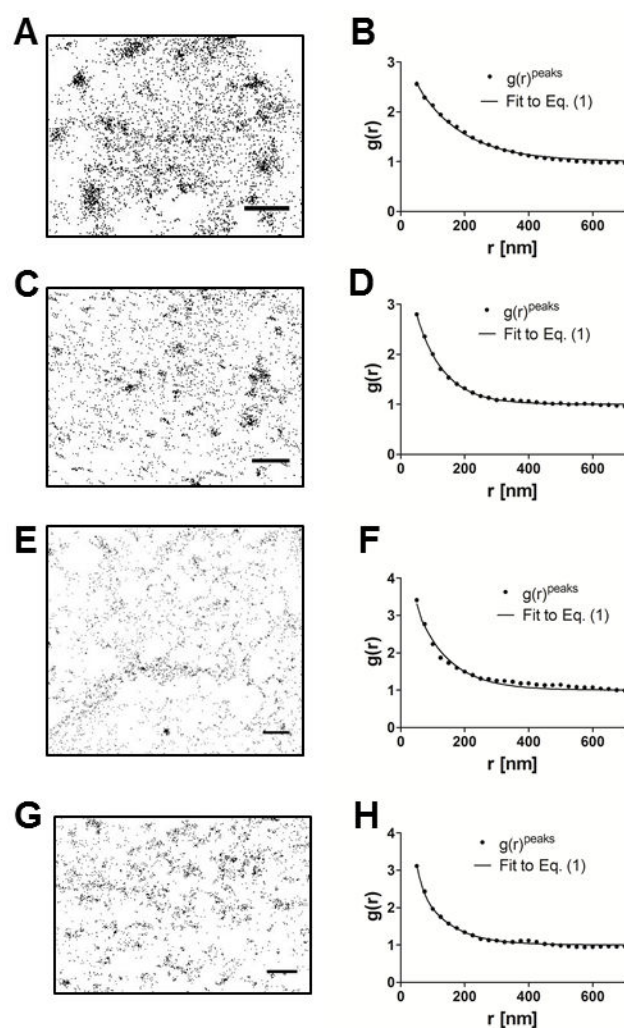 A
B
3
2
1
0
g(r)
g(r)peaks
Fit to Eq. (1)
0 200 400 600
r [nm]
C
D
3
2
1
0
g(r)
g(r)peaks
Fit to Eq. (1)
0 200 400 600
r [nm]
E
F
4
3
2
1
0
g(r)
g(r)peaks
Fit to Eq. (1)
0 200 400 600
r [nm]
G
H
4
3
2
1
0
g(r)
g(r)peaks
Fit to Eq. (1)
0 200 400 600
r [nm]